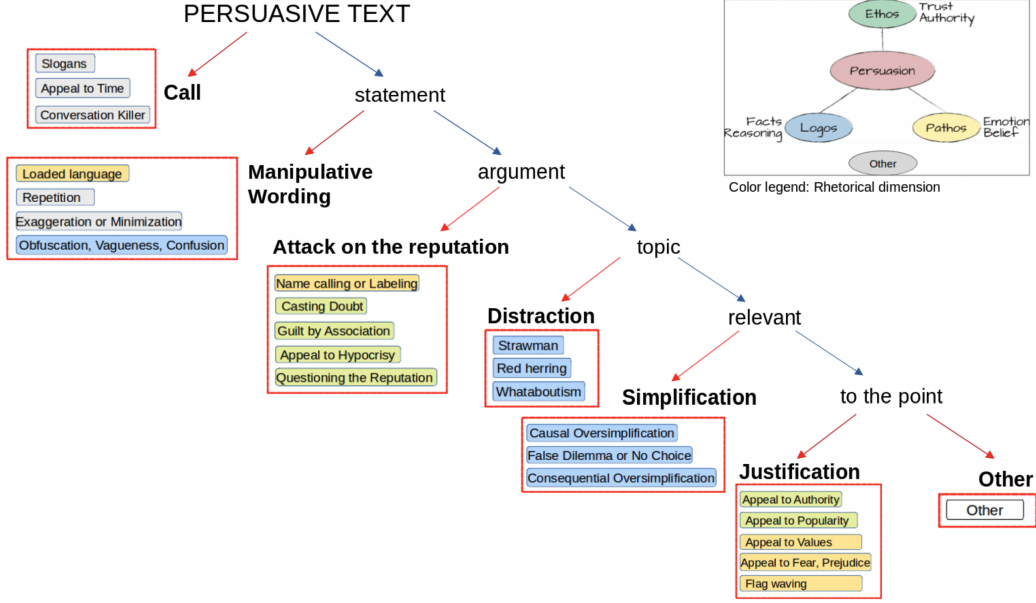 PERSUASIVE TEXT
Ethos
Trust
Authority
Persuasion
Facts
Reasoning
Logos
Pathos
Emotion
Belief
Other
Color legend: Rhetorical dimension
Slogans
Appeal to Time
Conversation Killer
Call
statement
Loaded language
Repetition
Exaggeration or Minimization
Obfuscation, Vagueness, Confusion
Manipulative
Wording
argument
Attack on the reputation
Name calling or Labeling
Casting Doubt
Guilt by Association
Appeal to Hypocrisy
Questioning the Reputation
topic
Distraction
Strawman
Red herring
Whataboutism
relevant
Simplification
Causal Oversimplification
False Dilemma or No Choice
Consequential Oversimplification
to the point
Justification
Appeal to Authority
Appeal to Popularity
Appeal to Values
Appeal to Fear, Prejudice
Flag waving
Other
Other